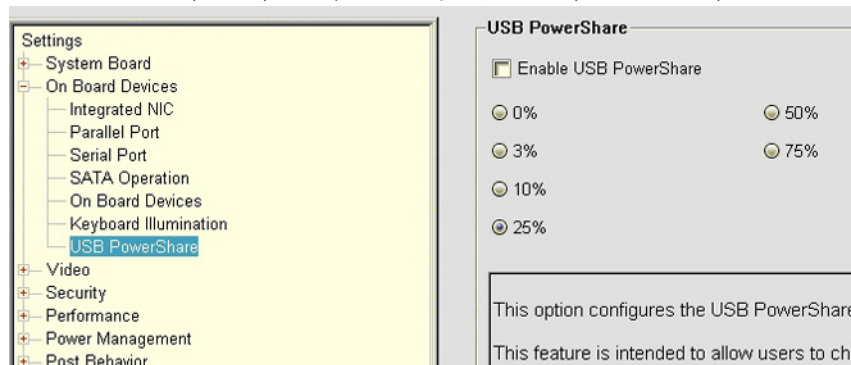 Settings
System Board
On Board Devices
Integrated NIC
Parallel Port
Serial Port
SATA Operation
On Board Devices
Keyboard Illumination
USB PowerShare
Video
Security
Performance
Power Management
Post Behavior
USB PowerShare
Enable USB PowerShare
0%
50%
3%
75%
10%
25%
This option configures the USB PowerShare
This feature is intended to allow users to ch